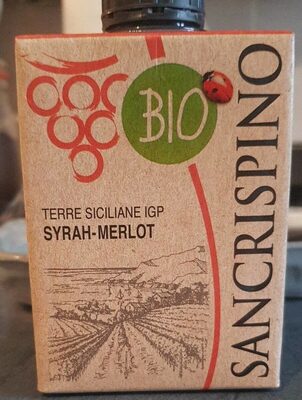 BIO
TERRE SICILIANE IGP
SYRAH-MERLOT
SANCRISPINO